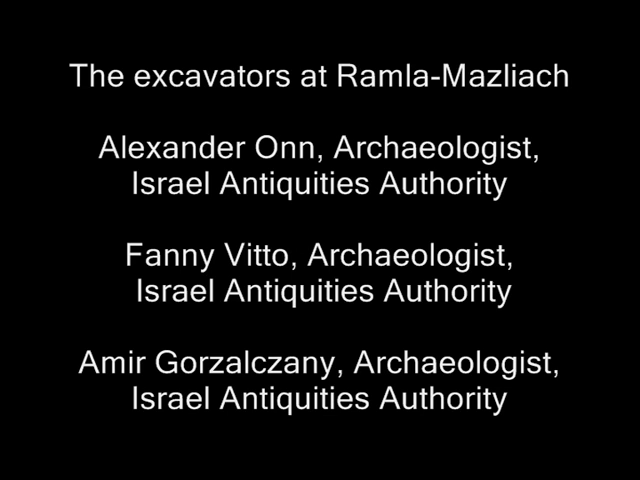 The excavators at Ramla-Mazliach
Alexander Onn, Archaeologist,
Israel Antiquities Authority
Fanny Vitto, Archaeologist,
Israel Antiquities Authority
Amir Gorzalczany, Archaeologist,
Israel Antiquities Authority